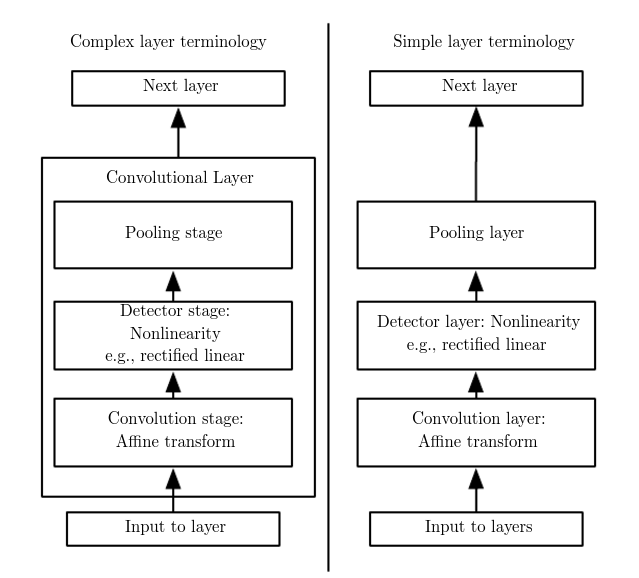 Complex layer terminology
Next layer
Convolutional Layer
Pooling stage
Detector stage:
Nonlinearity
e.g., rectified linear
Convolution stage:
Affine transform
Input to layer
Simple layer terminology
Next layer
Pooling layer
Detector layer: Nonlinearity
e.g., rectified linear
Convolution layer:
Affine transform
Input to layers